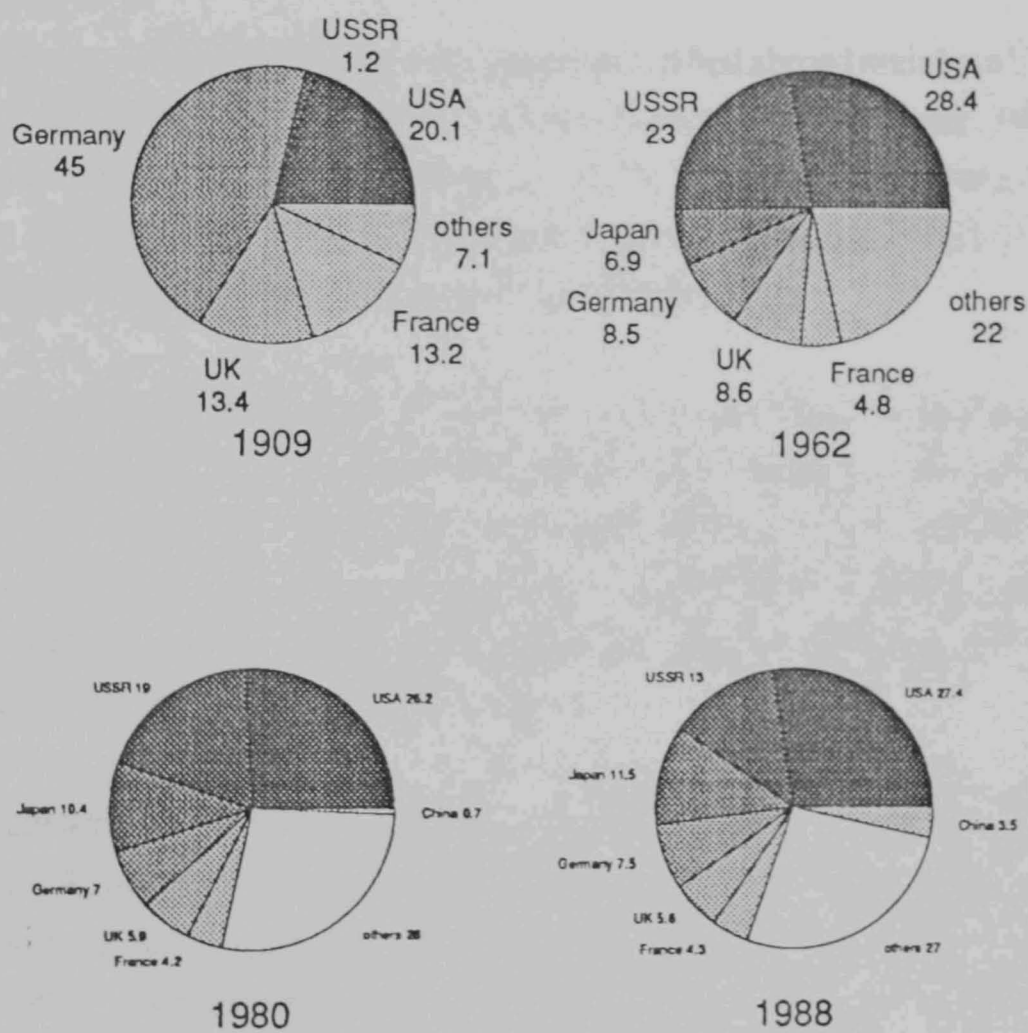 USSR
1.2
USA
20.1
Germany
45
others
7.1
France
13.2
UK
13.4
1909
USA
28.4
USSR
23
Japan
6.9
Germany
8.5
others
22
UK
8.6
France
4.8
1962
USSR 19
USA 26.2
Japan 10.4
China 0.7
Germany 7
UK 5.9
others
France 4.2
1980
USSR 13
USA 27.4
Japan 11.5
China 3.5
Germany 7.5
UK
others 27
France 4.3
1988